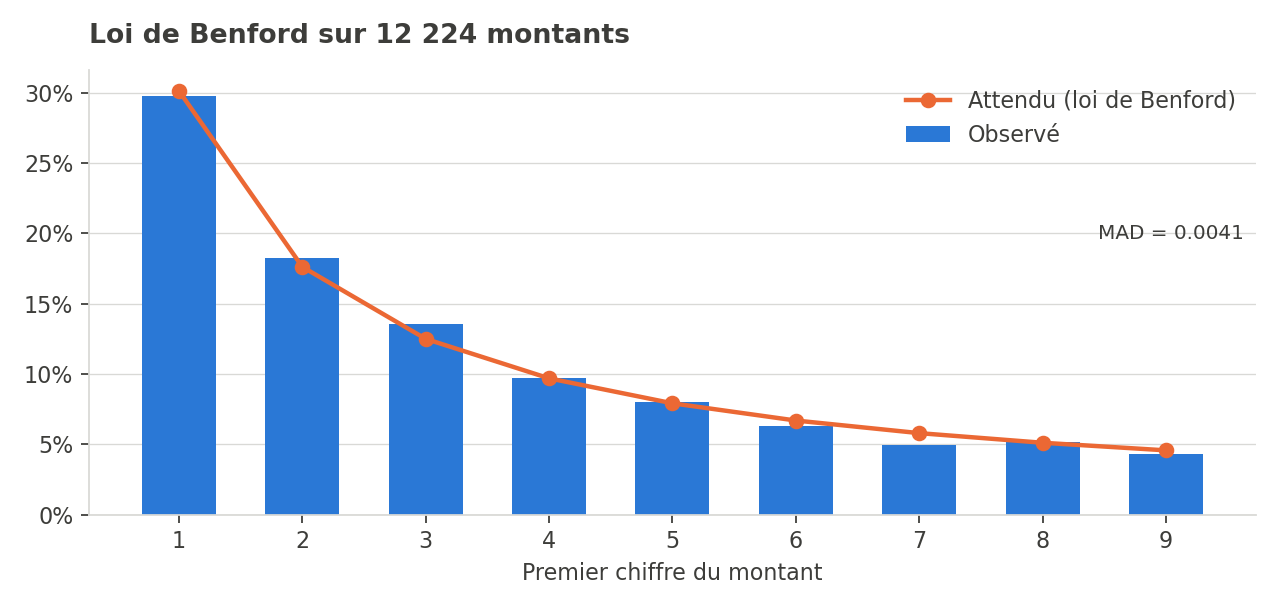 Loi de Benford sur 12 224 montants
30%
25%
20%
15%
10%
5%
0%
Attendu (loi de Benford)
Observé
MAD = 0.0041
1 2 3 4 5 6 7 8 9
Premier chiffre du montant